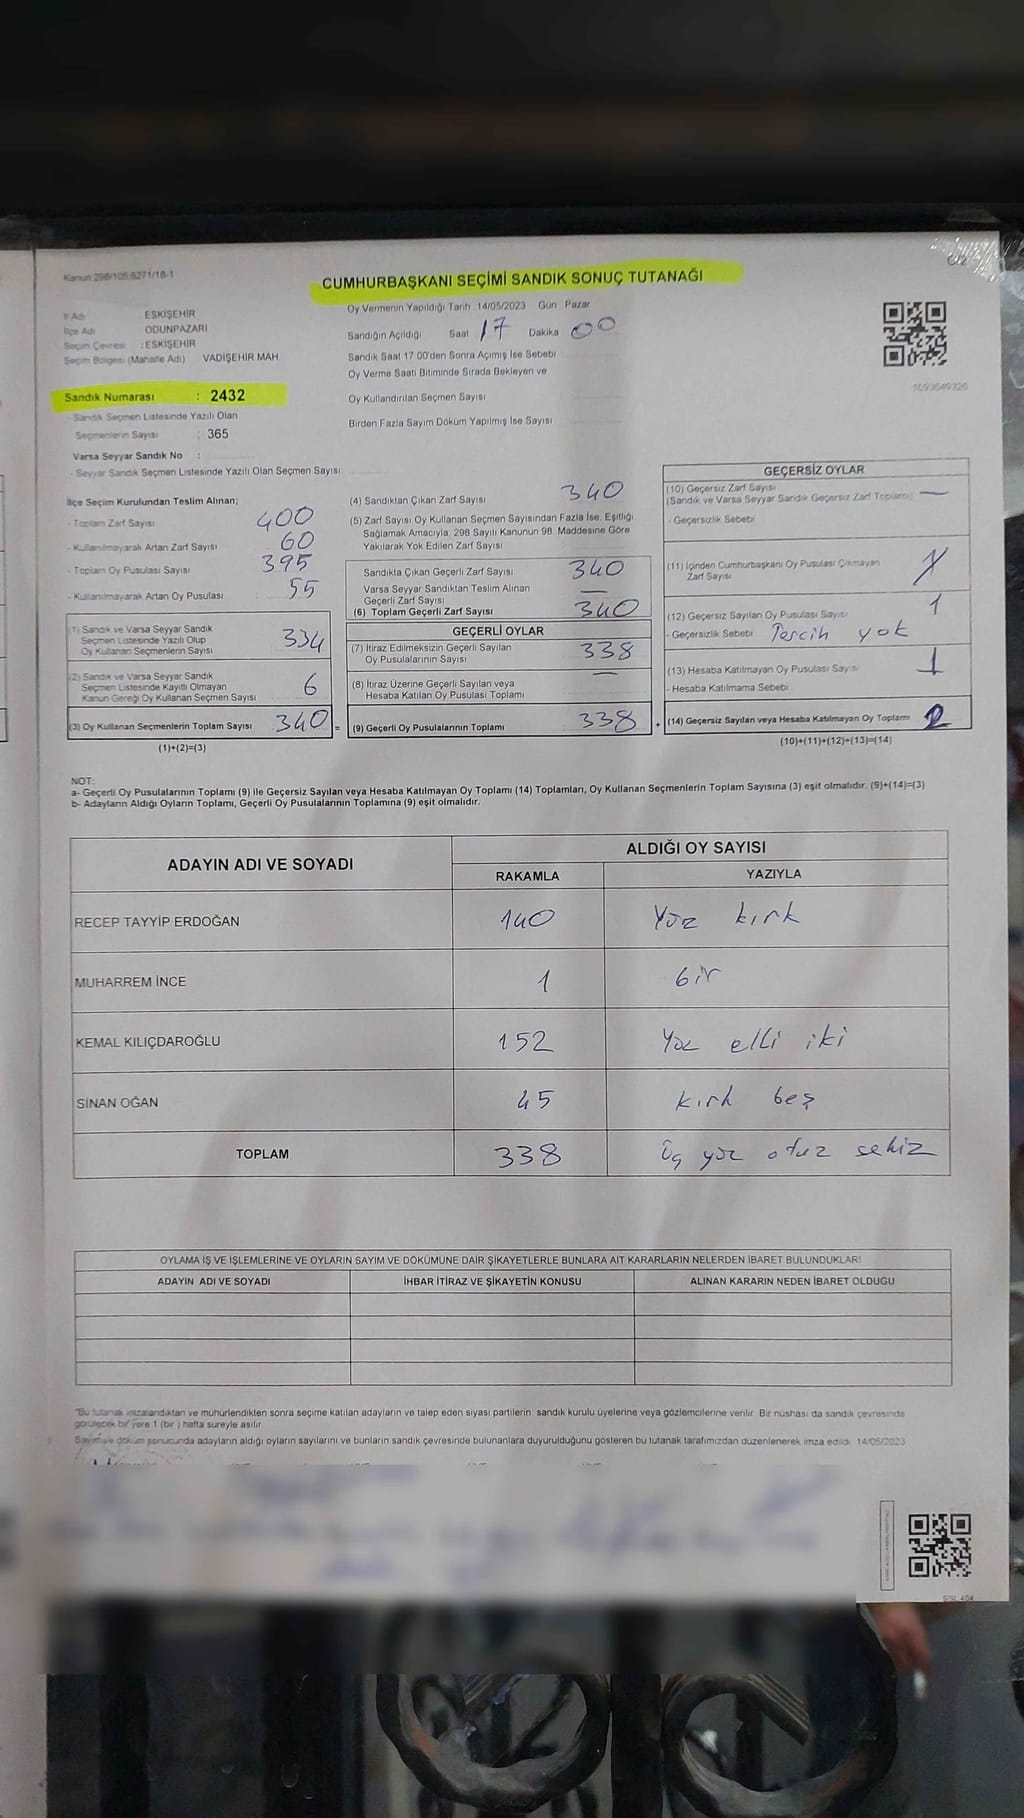 Kanun 298/105 6271/18-1
CUMHURBAŞKANI SEÇİMİ SANDIK SONUÇ TUTANAĞI
İl Adı ESKİŞEHİR
İlçe Adı ODUNPAZARI
Seçim Çevresi : ESKİŞEHİR
Seçim Bölgesi (Mahalle Adı) VADİŞEHİR MAH
Oy Vermenin Yapıldığı Tarih 14/05/2023 Gün Pazar
Sandığın Açıldığı Saat 17 Dakika 00
Sandık Saat 17 00'den Sonra Açımış İse Sebebi
Oy Verme Saati Bitiminde Sırada Bekleyen ve
Oy Kullandırılan Seçmen Sayısı
Birden Fazla Sayım Döküm Yapılmış İse Sayısı
1093649326
Sandık Numarası : 2432
- Sandık Seçmen Listesinde Yazılı Olan
Seçmenlerin Sayısı : 365
Varsa Seyyar Sandık No :
- Seyyar Sandık Seçmen Listesinde Yazılı Olan Seçmen Sayısı
İlçe Seçim Kurulundan Teslim Alınan;
- Toplam Zarf Sayısı 400
- Kullanılmayarak Artan Zarf Sayısı 60
- Toplam Oy Pusulası Sayısı 395
- Kullanılmayarak Artan Oy Pusulası : 55
(1) Sandık ve Varsa Seyyar Sandık
Seçmen Listesinde Yazılı Olup
Oy Kullanan Seçmenlerin Sayısı 334
(2) Sandık ve Varsa Seyyar Sandık
Seçmen Listesinde Kayıtlı Olmayan
Kanun Gereği Oy Kullanan Seçmen Sayısı 6
(3) Oy Kullanan Seçmenlerin Toplam Sayısı 340 =
(1)+(2)=(3)
(4) Sandıktan Çıkan Zarf Sayısı 340
(5) Zarf Sayısı Oy Kullanan Seçmen Sayısından Fazla İse, Eşitliği
Sağlamak Amacıyla, 298 Sayılı Kanunun 98. Maddesine Göre
Yakılarak Yok Edilen Zarf Sayısı
Sandıkta Çıkan Geçerli Zarf Sayısı 340
Varsa Seyyar Sandıktan Teslim Alınan
Geçerli Zarf Sayısı —
(6) Toplam Geçerli Zarf Sayısı 340
GEÇERLİ OYLAR
(7) İtiraz Edilmeksizin Geçerli Sayılan
Oy Pusulalarının Sayısı 338
(8) İtiraz Üzerine Geçerli Sayılan veya
Hesaba Katılan Oy Pusulası Toplamı —
(9) Geçerli Oy Pusulalarının Toplamı 338 +
GEÇERSİZ OYLAR
(10) Geçersiz Zarf Sayısı
(Sandık ve Varsa Seyyar Sandık Geçersiz Zarf Toplamı) —
- Geçersizlik Sebebi
(11) İçinden Cumhurbaşkanı Oy Pusulası Çıkmayan
Zarf Sayısı
(12) Geçersiz Sayılan Oy Pusulası Sayısı 1
- Geçersizlik Sebebi Tercih yok
(13) Hesaba Katılmayan Oy Pusulası Sayısı 1
- Hesaba Katılmama Sebebi
(14) Geçersiz Sayılan veya Hesaba Katılmayan Oy Toplamı 2
(10)+(11)+(12)+(13)=(14)
NOT:
a- Geçerli Oy Pusulalarının Toplamı (9) ile Geçersiz Sayılan veya Hesaba Katılmayan Oy Toplamı (14) Toplamları, Oy Kullanan Seçmenlerin Toplam Sayısına (3) eşit olmalıdır. (9)+(14)=(3)
b- Adayların Aldığı Oyların Toplamı, Geçerli Oy Pusulalarının Toplamına (9) eşit olmalıdır.
ADAYIN ADI VE SOYADI ALDIĞI OY SAYISI
RAKAMLA YAZIYLA
RECEP TAYYİP ERDOĞAN 140 Yüz kırk
MUHARREM İNCE 1 bir
KEMAL KILIÇDAROĞLU 152 Yüz elli iki
SİNAN OĞAN 45 kırk beş
TOPLAM 338 Üç yüz otuz sekiz
OYLAMA İŞ VE İŞLEMLERİNE VE OYLARIN SAYIM VE DÖKÜMÜNE DAİR ŞİKAYETLERLE BUNLARA AİT KARARLARIN NELERDEN İBARET BULUNDUKLARI
ADAYIN ADI VE SOYADI İHBAR İTİRAZ VE ŞİKAYETİN KONUSU ALINAN KARARIN NEDEN İBARET OLDUĞU
"Bu tutanak imzalandıktan ve mühürlendikten sonra seçime katılan adayların ve talep eden siyasi partilerin sandık kurulu üyelerine veya gözlemcilerine verilir. Bir nüshası da sandık çevresinde
görülecek bir yere 1 (bir) hafta süreyle asılır.
Sayım ve döküm sonucunda adayların aldığı oyların sayılarını ve bunların sandık çevresinde bulunanlara duyurulduğunu gösteren bu tutanak tarafımızdan düzenlenerek imza edildi. 14/05/2023
SSL 404